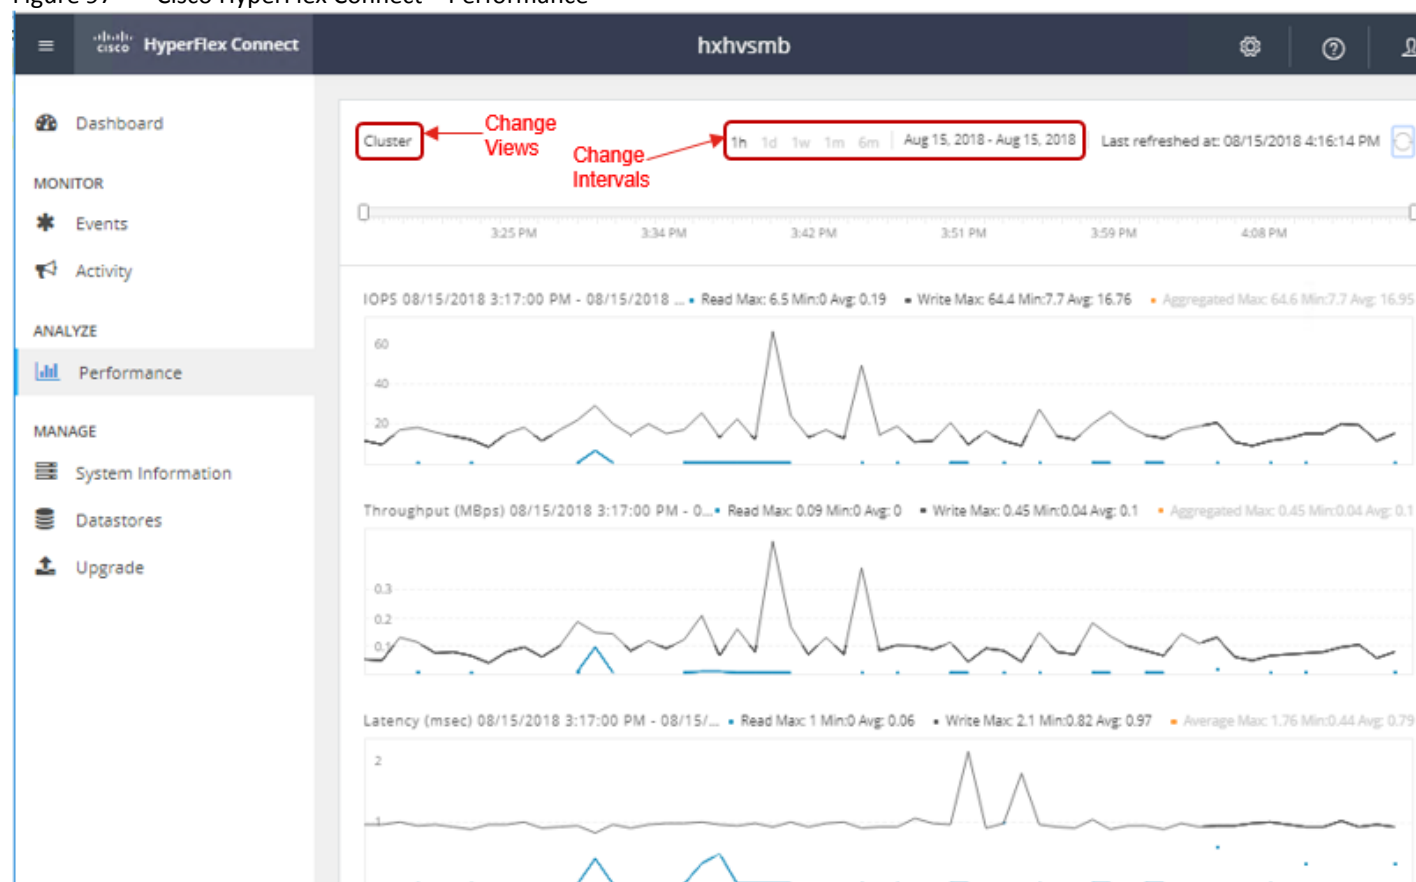 Figure 97 Cisco HyperFlex Connect – Performance
cisco HyperFlex Connect
hxhvsmb
Dashboard
MONITOR
Events
Activity
ANALYZE
Performance
MANAGE
System Information
Datastores
Upgrade
Cluster
Change
Views
Change
Intervals
1h 1d 1w 1m 6m Aug 15, 2018 - Aug 15, 2018 Last refreshed at: 08/15/2018 4:16:14 PM
3:25 PM 3:34 PM 3:42 PM 3:51 PM 3:59 PM 4:08 PM
IOPS 08/15/2018 3:17:00 PM - 08/15/2018 ... Read Max: 6.5 Min:0 Avg: 0.19 Write Max: 64.4 Min:7.7 Avg: 16.76 Aggregated Max: 64.6 Min:7.7 Avg: 16.95
60
40
20
Throughput (MBps) 08/15/2018 3:17:00 PM - 0... Read Max: 0.09 Min:0 Avg: 0 Write Max: 0.45 Min:0.04 Avg: 0.1 Aggregated Max: 0.45 Min:0.04 Avg: 0.1
0.3
0.2
0.1
Latency (msec) 08/15/2018 3:17:00 PM - 08/15/... Read Max: 1 Min:0 Avg: 0.06 Write Max: 2.1 Min:0.82 Avg: 0.97 Average Max: 1.76 Min:0.44 Avg: 0.79
2
1